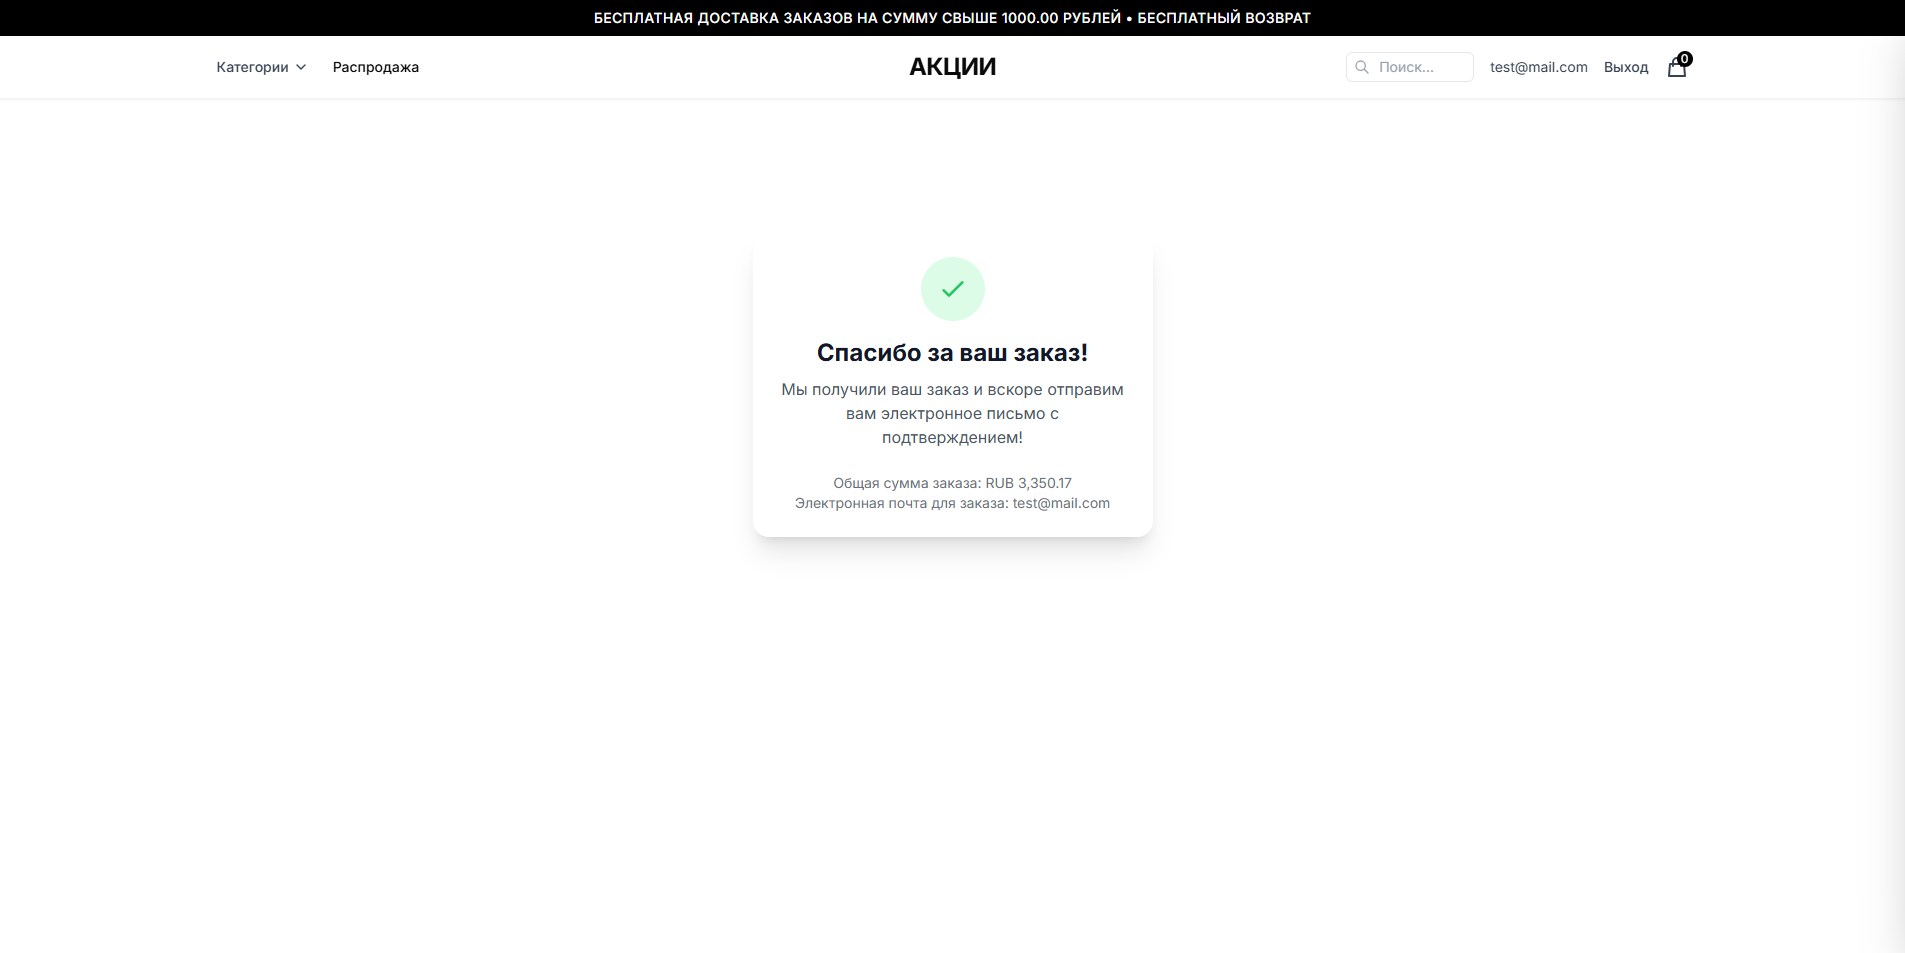 БЕСПЛАТНАЯ ДОСТАВКА ЗАКАЗОВ НА СУММУ СВЫШЕ 1000.00 РУБЛЕЙ • БЕСПЛАТНЫЙ ВОЗВРАТ
Категории
Распродажа
АКЦИИ
Поиск...
test@mail.com
Выход
0
Спасибо за ваш заказ!
Мы получили ваш заказ и вскоре отправим
вам электронное письмо с
подтверждением!
Общая сумма заказа: RUB 3,350.17
Электронная почта для заказа: test@mail.com